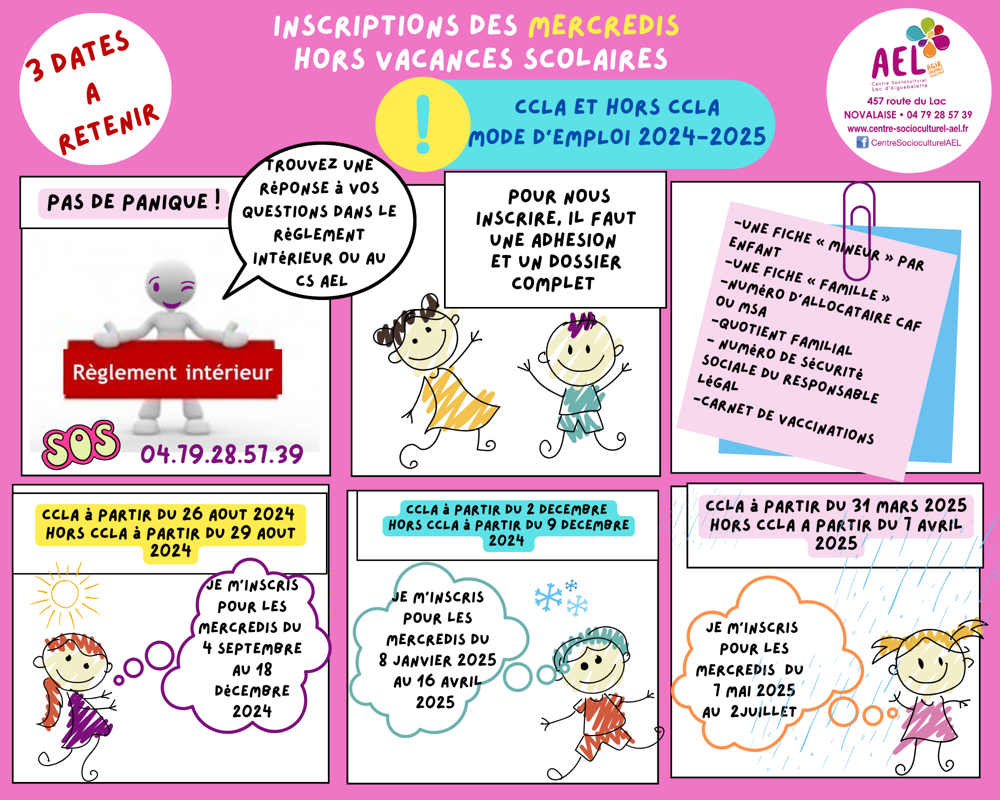 3 DATES
A
RETENIR
INSCRIPTIONS DES MERCREDIS
HORS VACANCES SCOLAIRES
!
CCLA ET HORS CCLA
MODE D'EMPLOI 2024-2025
AEL
AGIR
ENSEMBLE
LOCALEMENT
Centre Socioculturel
Lac d'Aiguebelette
457 route du Lac
NOVALAISE • 04 79 28 57 39
www.centre-socioculturel-ael.fr
CentreSocioculturelAEL
PAS DE PANIQUE !
TROUVEZ UNE
RéPONSE à VOS
QUESTIONS DANS LE
RèGLEMENT
INTéRIEUR OU AU
CS AEL
Règlement intérieur
SOS
04.79.28.57.39
POUR NOUS
INSCRIRE, IL FAUT
UNE ADHESION
ET UN DOSSIER
COMPLET
-UNE FICHE « MINEUR » PAR
ENFANT
-UNE FICHE « FAMILLE »
-NUMéRO D'ALLOCATAIRE CAF
OU MSA
-QUOTIENT FAMILIAL
- NUMéRO DE SéCURITé
SOCIALE DU RESPONSABLE
LéGAL
-CARNET DE VACCINATIONS
CCLA à PARTIR DU 26 AOUT 2024
HORS CCLA à PARTIR DU 29 AOUT
2024
JE M'INSCRIS
POUR LES
MERCREDIS DU
4 SEPTEMBRE
AU 18
DéCEMBRE
2024
CCLA à PARTIR DU 2 DECEMBRE
HORS CCLA à PARTIR DU 9 DECEMBRE
2024
JE M'INSCRIS
POUR LES
MERCREDIS DU
8 JANVIER 2025
AU 16 AVRIL
2025
CCLA à PARTIR DU 31 MARS 2025
HORS CCLA A PARTIR DU 7 AVRIL
2025
JE M'INSCRIS
POUR LES
MERCREDIS DU
7 MAI 2025
AU 2JUILLET